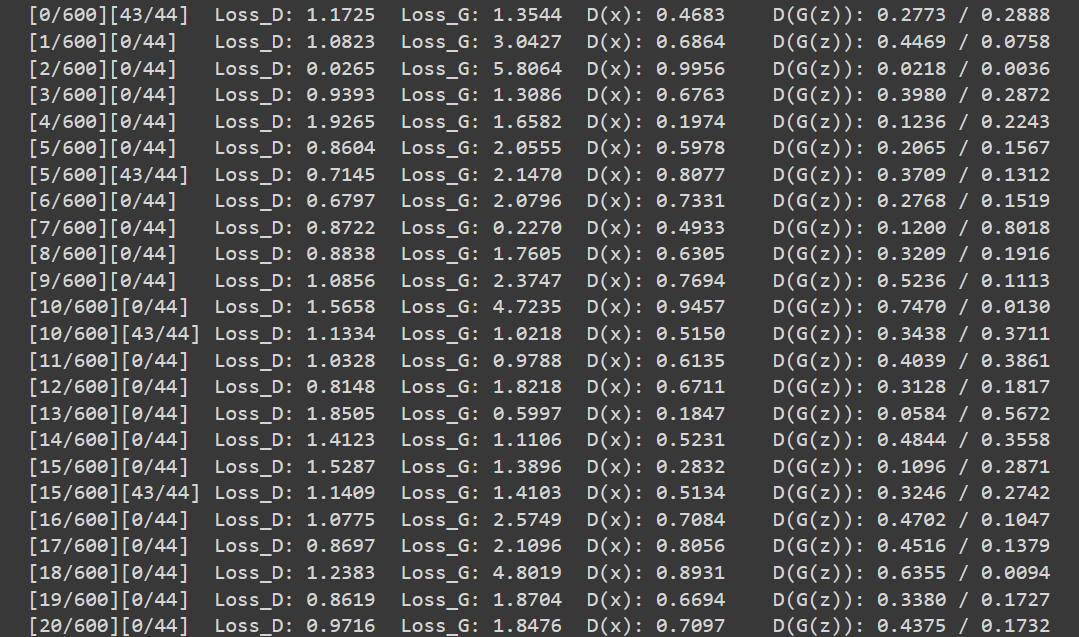 [0/600][43/44] Loss_D: 1.1725 Loss_G: 1.3544 D(x): 0.4683 D(G(z)): 0.2773 / 0.2888
[1/600][0/44] Loss_D: 1.0823 Loss_G: 3.0427 D(x): 0.6864 D(G(z)): 0.4469 / 0.0758
[2/600][0/44] Loss_D: 0.0265 Loss_G: 5.8064 D(x): 0.9956 D(G(z)): 0.0218 / 0.0036
[3/600][0/44] Loss_D: 0.9393 Loss_G: 1.3086 D(x): 0.6763 D(G(z)): 0.3980 / 0.2872
[4/600][0/44] Loss_D: 1.9265 Loss_G: 1.6582 D(x): 0.1974 D(G(z)): 0.1236 / 0.2243
[5/600][0/44] Loss_D: 0.8604 Loss_G: 2.0555 D(x): 0.5978 D(G(z)): 0.2065 / 0.1567
[5/600][43/44] Loss_D: 0.7145 Loss_G: 2.1470 D(x): 0.8077 D(G(z)): 0.3709 / 0.1312
[6/600][0/44] Loss_D: 0.6797 Loss_G: 2.0796 D(x): 0.7331 D(G(z)): 0.2768 / 0.1519
[7/600][0/44] Loss_D: 0.8722 Loss_G: 0.2270 D(x): 0.4933 D(G(z)): 0.1200 / 0.8018
[8/600][0/44] Loss_D: 0.8838 Loss_G: 1.7605 D(x): 0.6305 D(G(z)): 0.3209 / 0.1916
[9/600][0/44] Loss_D: 1.0856 Loss_G: 2.3747 D(x): 0.7694 D(G(z)): 0.5236 / 0.1113
[10/600][0/44] Loss_D: 1.5658 Loss_G: 4.7235 D(x): 0.9457 D(G(z)): 0.7470 / 0.0130
[10/600][43/44] Loss_D: 1.1334 Loss_G: 1.0218 D(x): 0.5150 D(G(z)): 0.3438 / 0.3711
[11/600][0/44] Loss_D: 1.0328 Loss_G: 0.9788 D(x): 0.6135 D(G(z)): 0.4039 / 0.3861
[12/600][0/44] Loss_D: 0.8148 Loss_G: 1.8218 D(x): 0.6711 D(G(z)): 0.3128 / 0.1817
[13/600][0/44] Loss_D: 1.8505 Loss_G: 0.5997 D(x): 0.1847 D(G(z)): 0.0584 / 0.5672
[14/600][0/44] Loss_D: 1.4123 Loss_G: 1.1106 D(x): 0.5231 D(G(z)): 0.4844 / 0.3558
[15/600][0/44] Loss_D: 1.5287 Loss_G: 1.3896 D(x): 0.2832 D(G(z)): 0.1096 / 0.2871
[15/600][43/44] Loss_D: 1.1409 Loss_G: 1.4103 D(x): 0.5134 D(G(z)): 0.3246 / 0.2742
[16/600][0/44] Loss_D: 1.0775 Loss_G: 2.5749 D(x): 0.7084 D(G(z)): 0.4702 / 0.1047
[17/600][0/44] Loss_D: 0.8697 Loss_G: 2.1096 D(x): 0.8056 D(G(z)): 0.4516 / 0.1379
[18/600][0/44] Loss_D: 1.2383 Loss_G: 4.8019 D(x): 0.8931 D(G(z)): 0.6355 / 0.0094
[19/600][0/44] Loss_D: 0.8619 Loss_G: 1.8704 D(x): 0.6694 D(G(z)): 0.3380 / 0.1727
[20/600][0/44] Loss_D: 0.9716 Loss_G: 1.8476 D(x): 0.7097 D(G(z)): 0.4375 / 0.1732